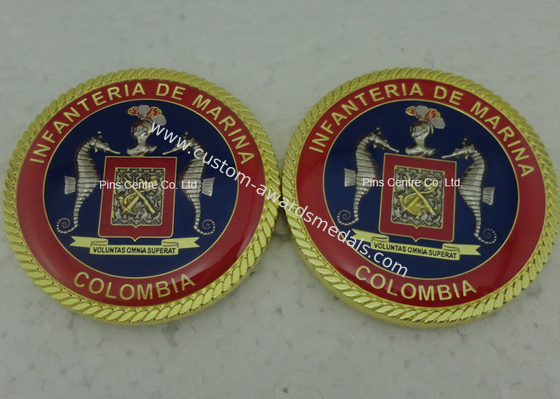 INFANTERIA DE MARINA
Pins Centre Co. Ltd.
VOLUNTAS OMNIA SUPERAT
COLOMBIA
INFANTERIA DE MARINA
Pins Centre Co. Ltd.
VOLUNTAS OMNIA SUPERAT
COLOMBIA
www.custom-awardsmedals.com